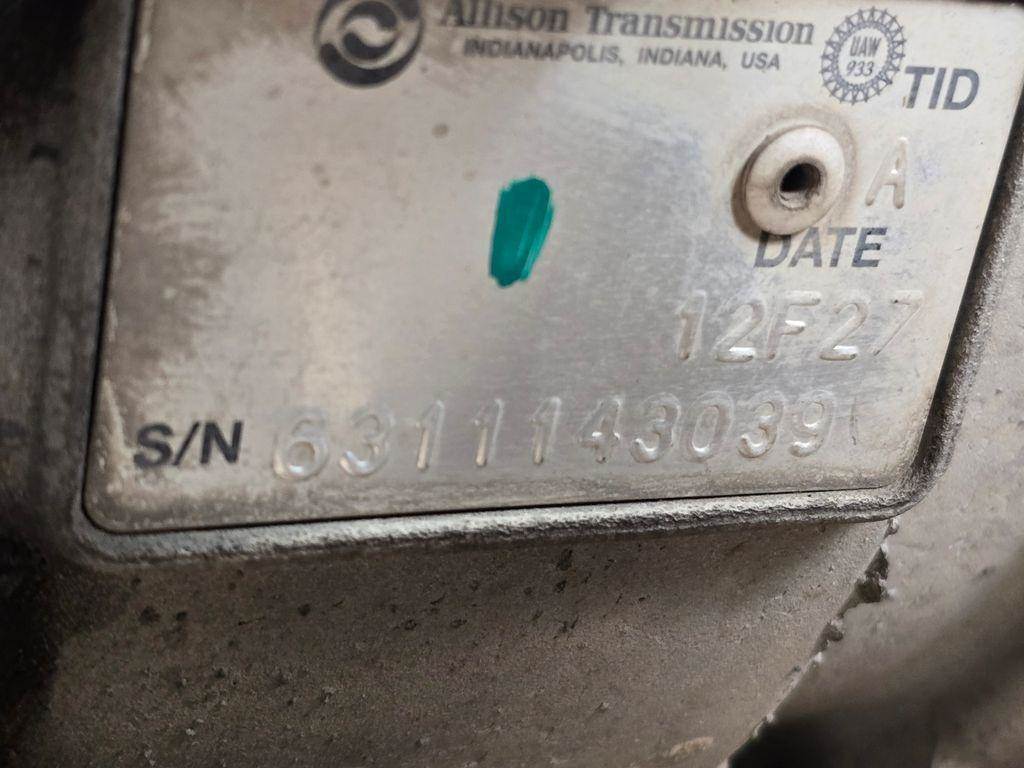 Allison Transmission
INDIANAPOLIS, INDIANA, USA
UAW
933
TID
A
DATE
12F27
S/N 6311143039